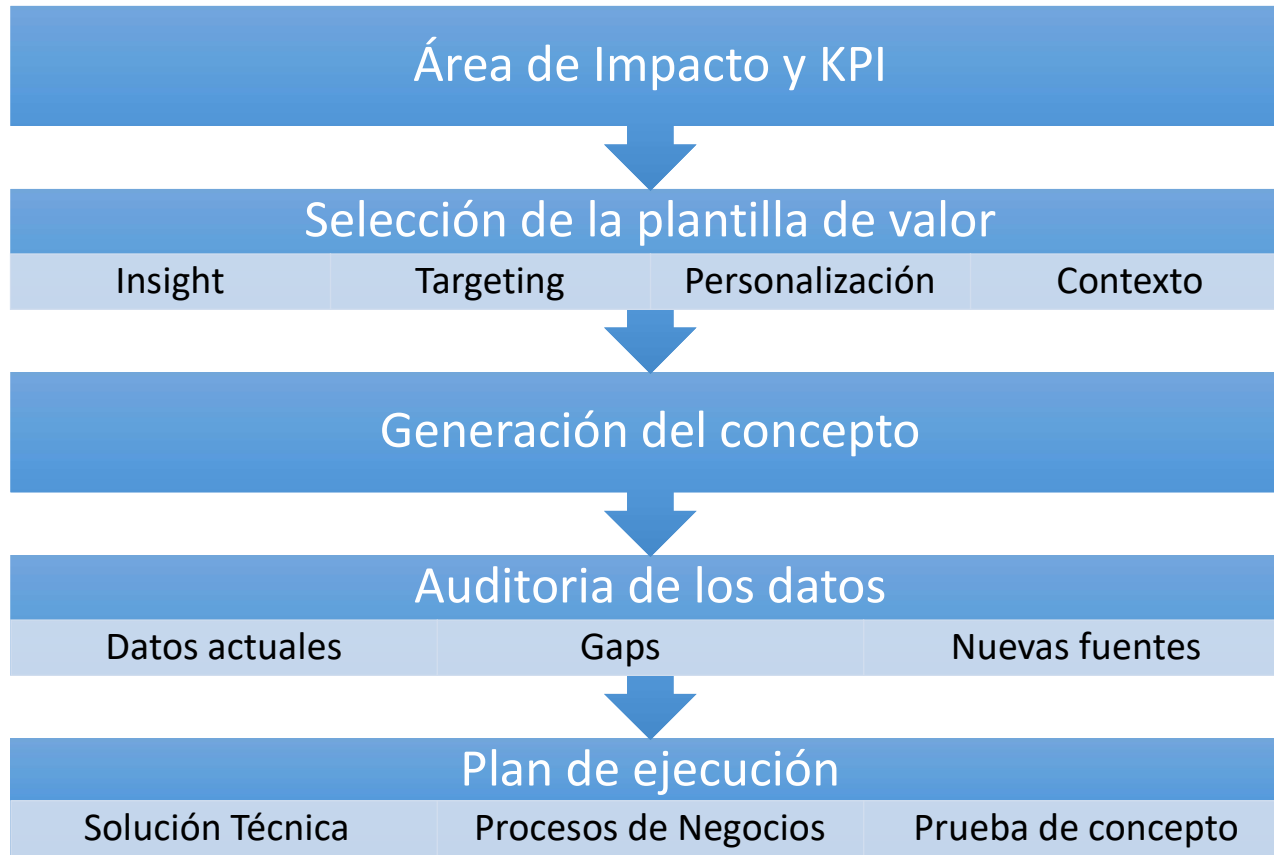 Área de Impacto y KPI
Selección de la plantilla de valor
Insight Targeting Personalización Contexto
Generación del concepto
Auditoria de los datos
Datos actuales Gaps Nuevas fuentes
Plan de ejecución
Solución Técnica Procesos de Negocios Prueba de concepto